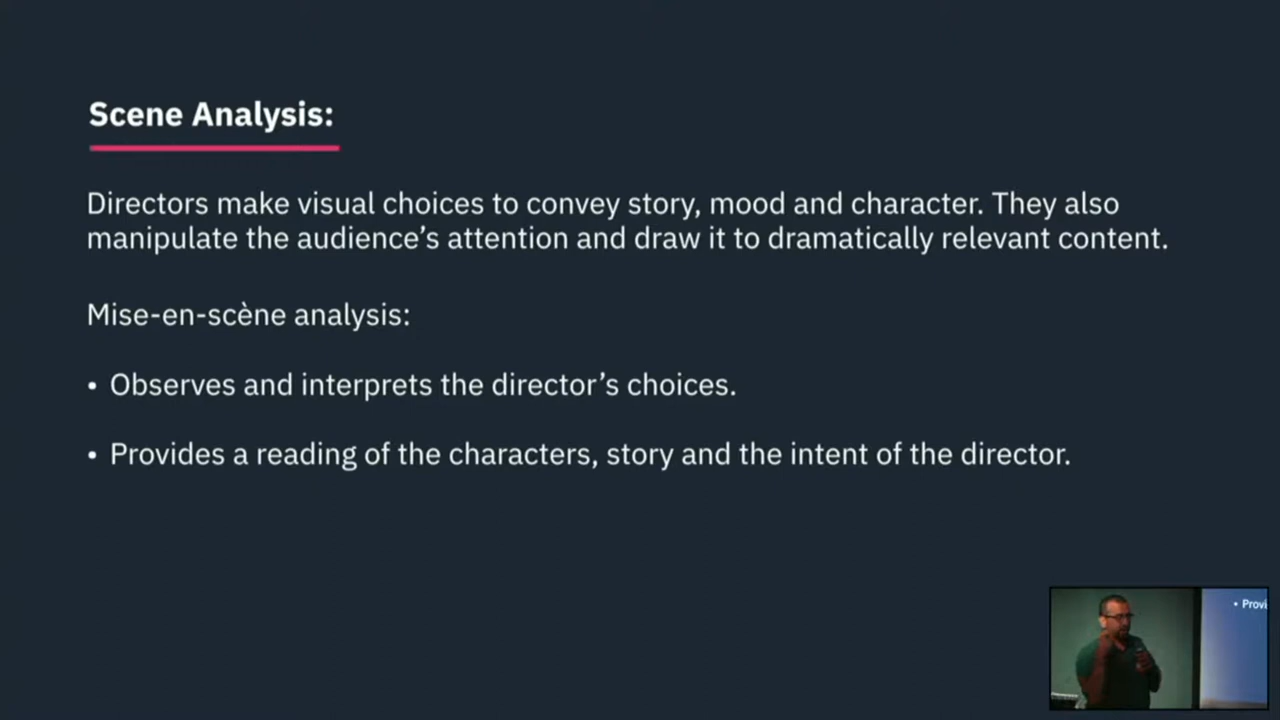 Scene Analysis:
Directors make visual choices to convey story, mood and character. They also
manipulate the audience’s attention and draw it to dramatically relevant content.
Mise-en-scène analysis:
• Observes and interprets the director’s choices.
• Provides a reading of the characters, story and the intent of the director.
• Provi